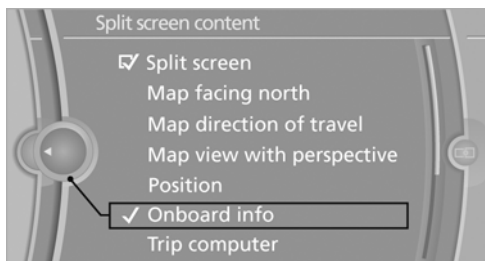 Split screen content
Split screen
Map facing north
Map direction of travel
Map view with perspective
Position
Onboard info
Trip computer